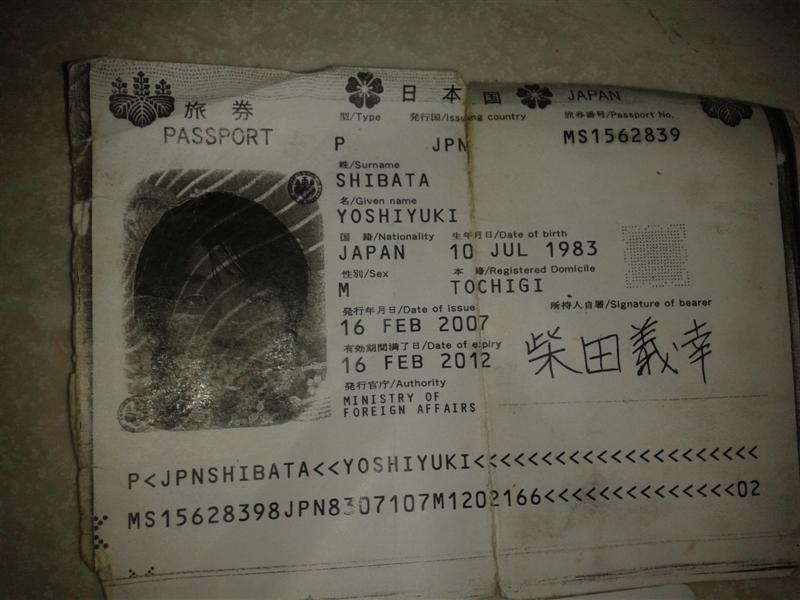 旅券 日本国 JAPAN
PASSPORT
型/Type 発行国/Issuing country 旅券番号/Passport No.
P JPN MS1562839
姓/Surname
SHIBATA
名/Given name
YOSHIYUKI
国 籍/Nationality 生年月日/Date of birth
JAPAN 10 JUL 1983
性別/Sex 本 籍/Registered Domicile
M TOCHIGI
発行年月日/Date of issue 所持人自署/Signature of bearer
16 FEB 2007
有効期間満了日/Date of expiry
16 FEB 2012 柴田義幸
発行官庁/Authority
MINISTRY OF
FOREIGN AFFAIRS
P<JPNSHIBATA<<YOSHIYUKI<<<<<<<<<<<<<<<<<<<<<
MS15628398JPN8307107M1202166<<<<<<<<<<<<<<02